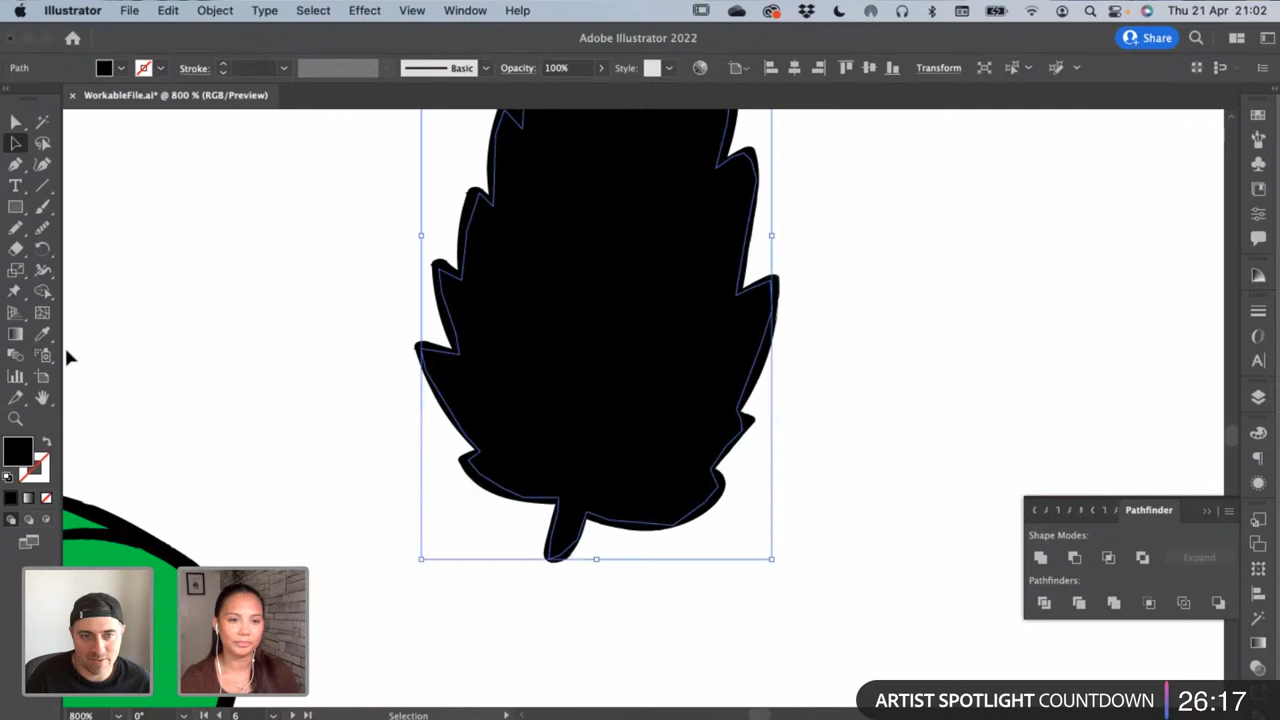 Illustrator File Edit Object Type Select Effect View Window Help Thu 21 Apr 21:02
Adobe Illustrator 2022 Share
Path Stroke: Basic Opacity: 100% Style: Transform
× WorkableFile.ai* @ 800 % (RGB/Preview)
Pathfinder
Shape Modes:
Expand
Pathfinders:
ARTIST SPOTLIGHT COUNTDOWN 26:17
800% 0° 6 Selection